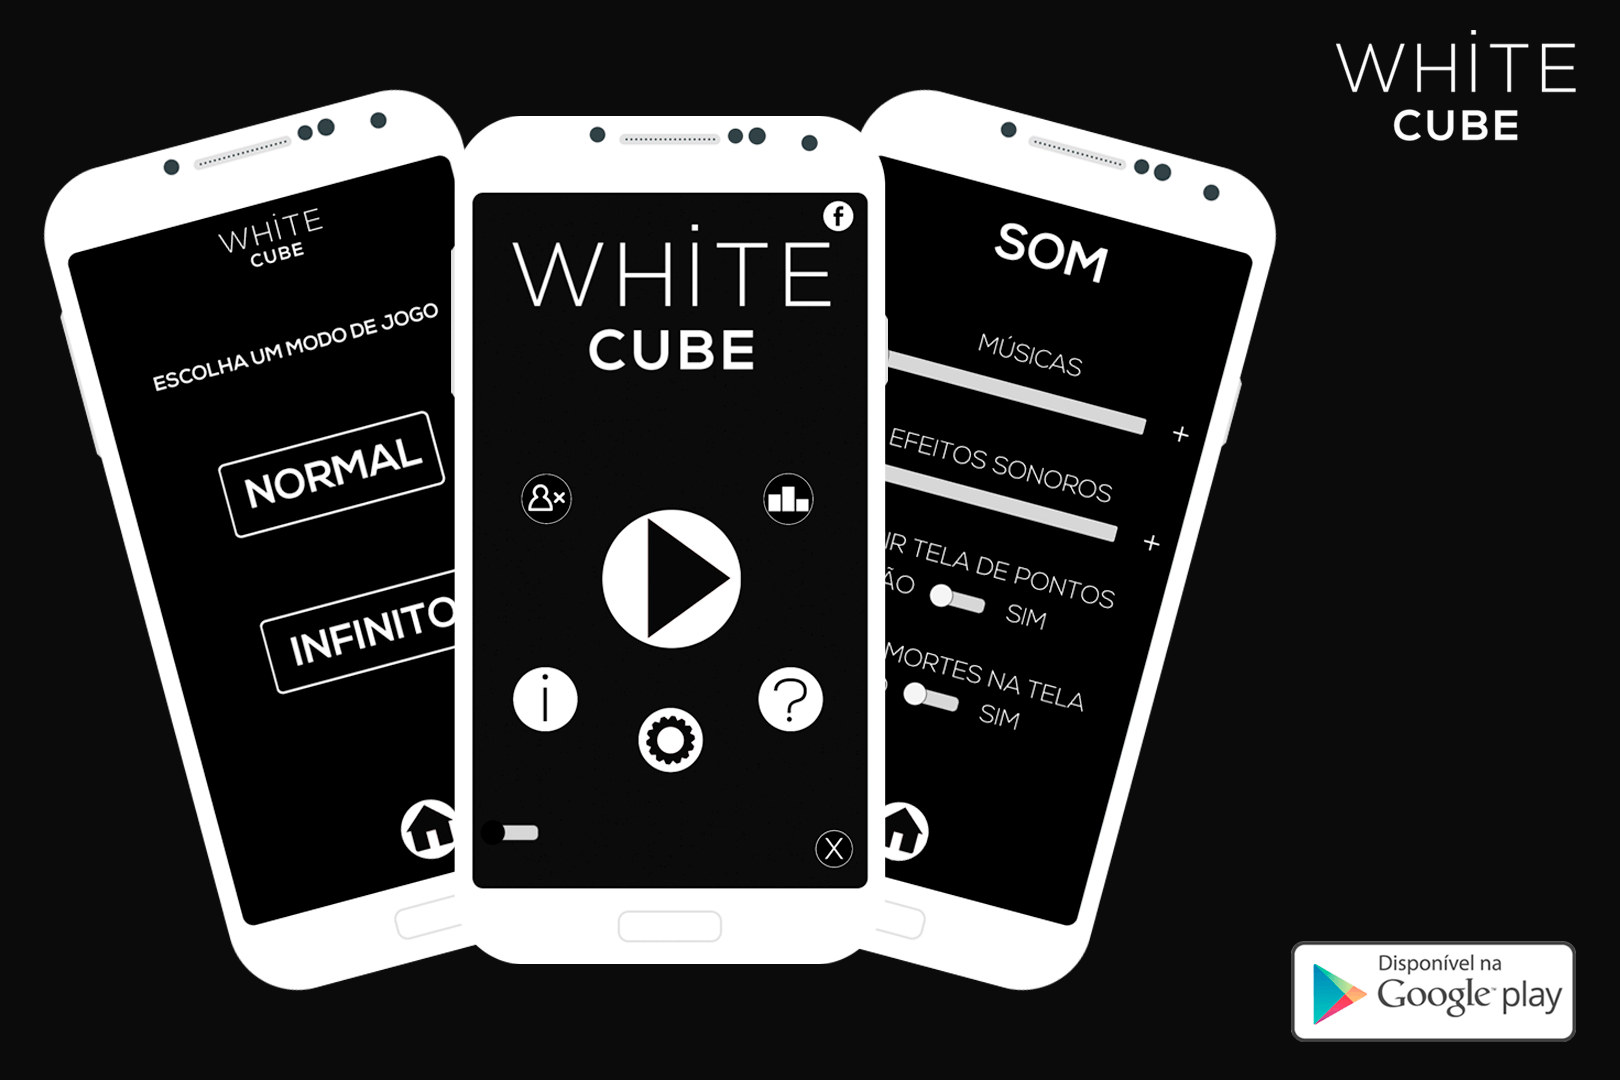 WHiTE
CUBE
WHiTE
CUBE
ESCOLHA UM MODO DE JOGO
NORMAL
INFINITO
f
WHiTE
CUBE
i
?
X
SOM
MÚSICAS
+
EFEITOS SONOROS
+
TELA DE PONTOS
SIM
MORTES NA TELA
SIM
Disponível na
Google™ play